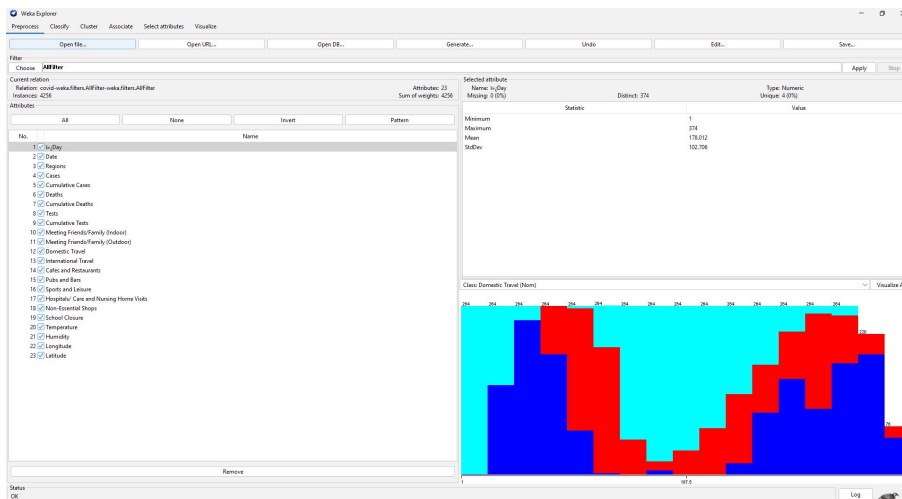 Weka Explorer
Preprocess Classify Cluster Associate Select attributes Visualize
Open file... Open URL... Open DB... Generate... Undo Edit... Save...
Filter
Choose AllFilter Apply Stop
Current relation
Relation: covid-weka.filters.AllFilter-weka.filters.AllFilter Attributes: 23
Instances: 4256 Sum of weights: 4256
Attributes
All None Invert Pattern
No. Name
1 ï»¿Day
2 Date
3 Regions
4 Cases
5 Cumulative Cases
6 Deaths
7 Cumulative Deaths
8 Tests
9 Cumulative Tests
10 Meeting Friends/Family (Indoor)
11 Meeting Friends/Family (Outdoor)
12 Domestic Travel
13 International Travel
14 Cafes and Restaurants
15 Pubs and Bars
16 Sports and Leisure
17 Hospitals/ Care and Nursing Home Visits
18 Non-Essential Shops
19 School Closure
20 Temperature
21 Humidity
22 Longitude
23 Latitude
Remove
Selected attribute
Name: ï»¿Day Type: Numeric
Missing: 0 (0%) Distinct: 374 Unique: 4 (0%)
Statistic Value
Minimum 1
Maximum 374
Mean 178.012
StdDev 102.706
Class: Domestic Travel (Nom) Visualize A
264 264 264 264 264 264 264 264 264 264 264 264 264 264 264
220
76
1 187.5
Status
OK Log